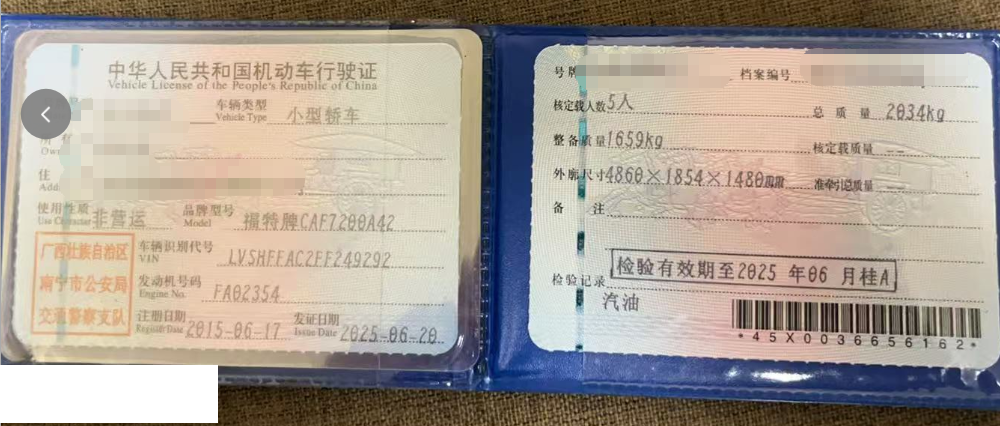 中华人民共和国机动车行驶证
Vehicle License of the People's Republic of China
车辆类型 小型轿车
Vehicle Type
Own
住
Add
使用性质 非营运 品牌型号 福特牌CAF7200A42
Use Character Model
广西壮族自治区
南宁市公安局
交通警察支队
车辆识别代号 LVSHFFAC2FF249292
VIN
发动机号码 FA02354
Engine No.
注册日期 2015-06-17 发证日期 2025-06-20
Register Date Issue Date
号牌 档案编号
核定载人数 5人 总质量 2034kg
整备质量 1659kg 核定载质量 --
外廓尺寸 4860×1854×1480mm 准牵引总质量 --
备注
检验记录 检验有效期至2025年06月桂A
汽油
*45X0036656162*